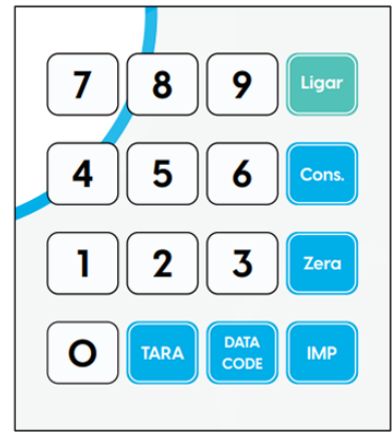 7 8 9 Ligar
4 5 6 Cons.
1 2 3 Zera
0 TARA DATA CODE IMP